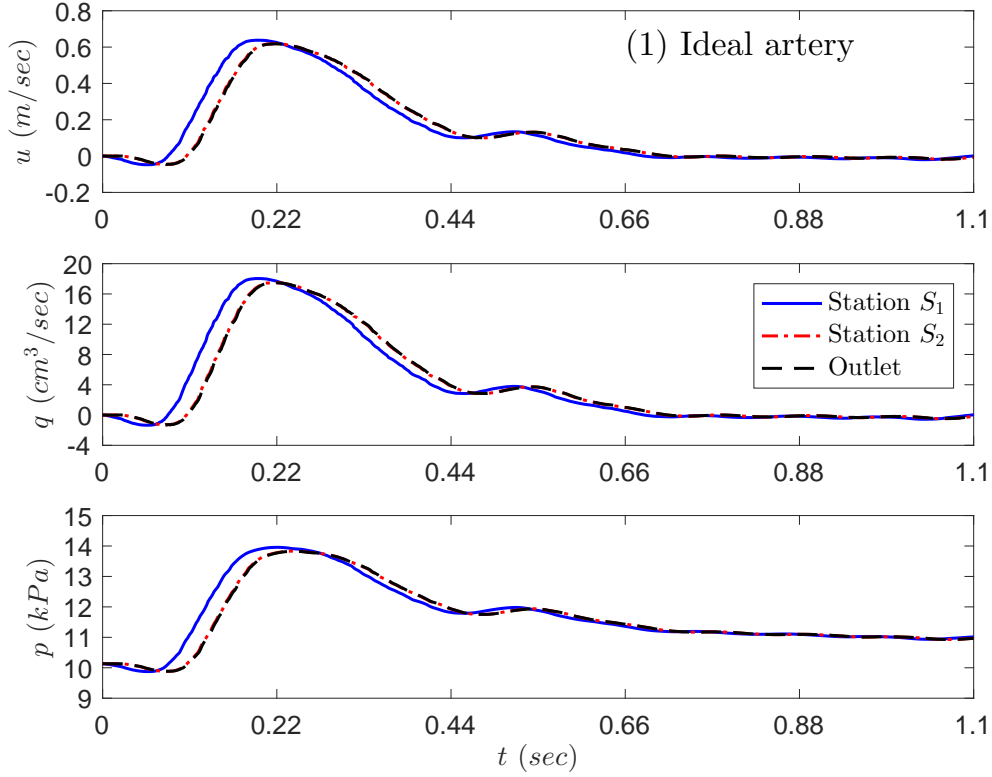 (1) Ideal artery
u (m/sec)
0.8
0.6
0.4
0.2
0
-0.2
0 0.22 0.44 0.66 0.88 1.1
q (cm³/sec)
20
16
12
8
4
0
-4
Station S₁
Station S₂
Outlet
0 0.22 0.44 0.66 0.88 1.1
p (kPa)
15
14
13
12
11
10
9
0 0.22 0.44 0.66 0.88 1.1
t (sec)